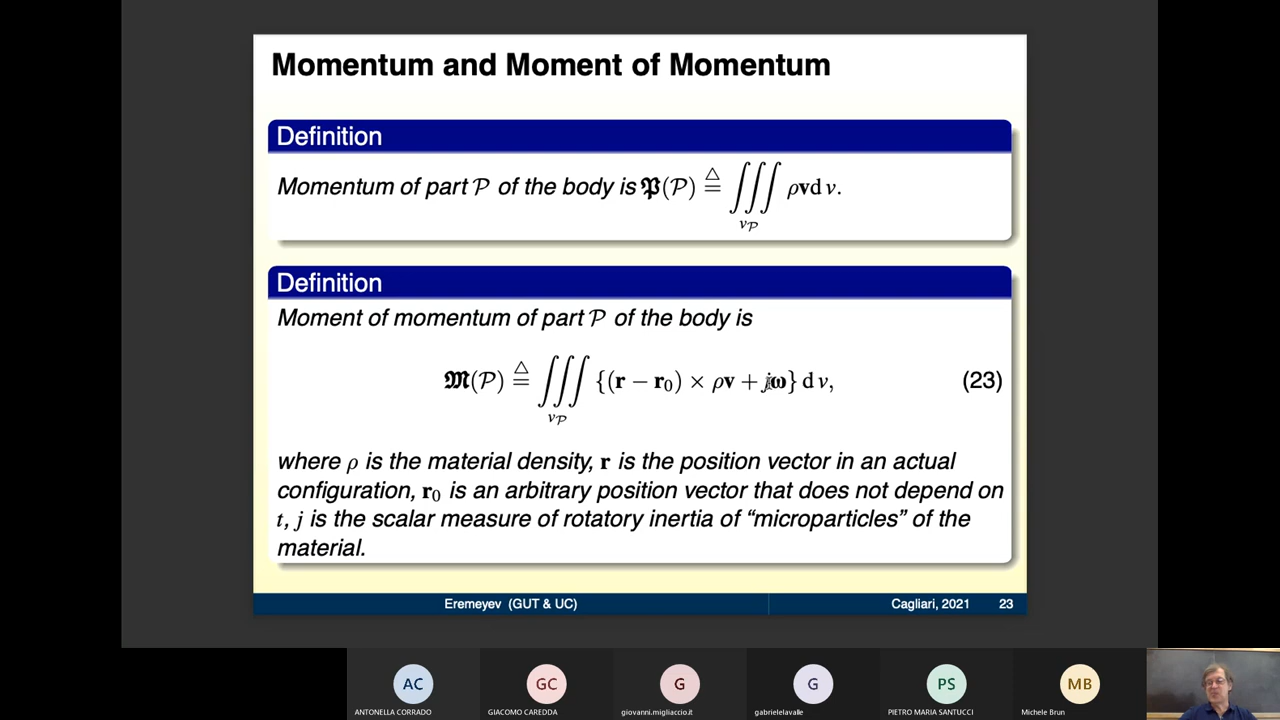 Momentum and Moment of Momentum
Definition
Momentum of part 𝒫 of the body is 𝔓(𝒫) ≜ ∭_{v_𝒫} ρ𝐯d v.
Definition
Moment of momentum of part 𝒫 of the body is
𝔐(𝒫) ≜ ∭_{v_𝒫} {(𝐫 − 𝐫₀) × ρ𝐯 + j𝛚} d v, (23)
where ρ is the material density, 𝐫 is the position vector in an actual
configuration, 𝐫₀ is an arbitrary position vector that does not depend on
t, j is the scalar measure of rotatory inertia of “microparticles” of the
material.
Eremeyev (GUT & UC) Cagliari, 2021 23
AC GC G G PS MB
ANTONELLA CORRADO GIACOMO CAREDDA giovanni.migliaccio.it gabrielelavalle PIETRO MARIA SANTUCCI Michele Brun